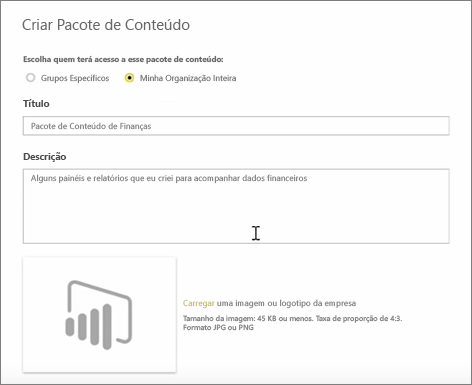 Criar Pacote de Conteúdo
Escolha quem terá acesso a esse pacote de conteúdo:
Grupos Específicos Minha Organização Inteira
Título
Pacote de Conteúdo de Finanças
Descrição
Alguns painéis e relatórios que eu criei para acompanhar dados financeiros
Carregar uma imagem ou logotipo da empresa
Tamanho da imagem: 45 KB ou menos. Taxa de proporção de 4:3.
Formato JPG ou PNG